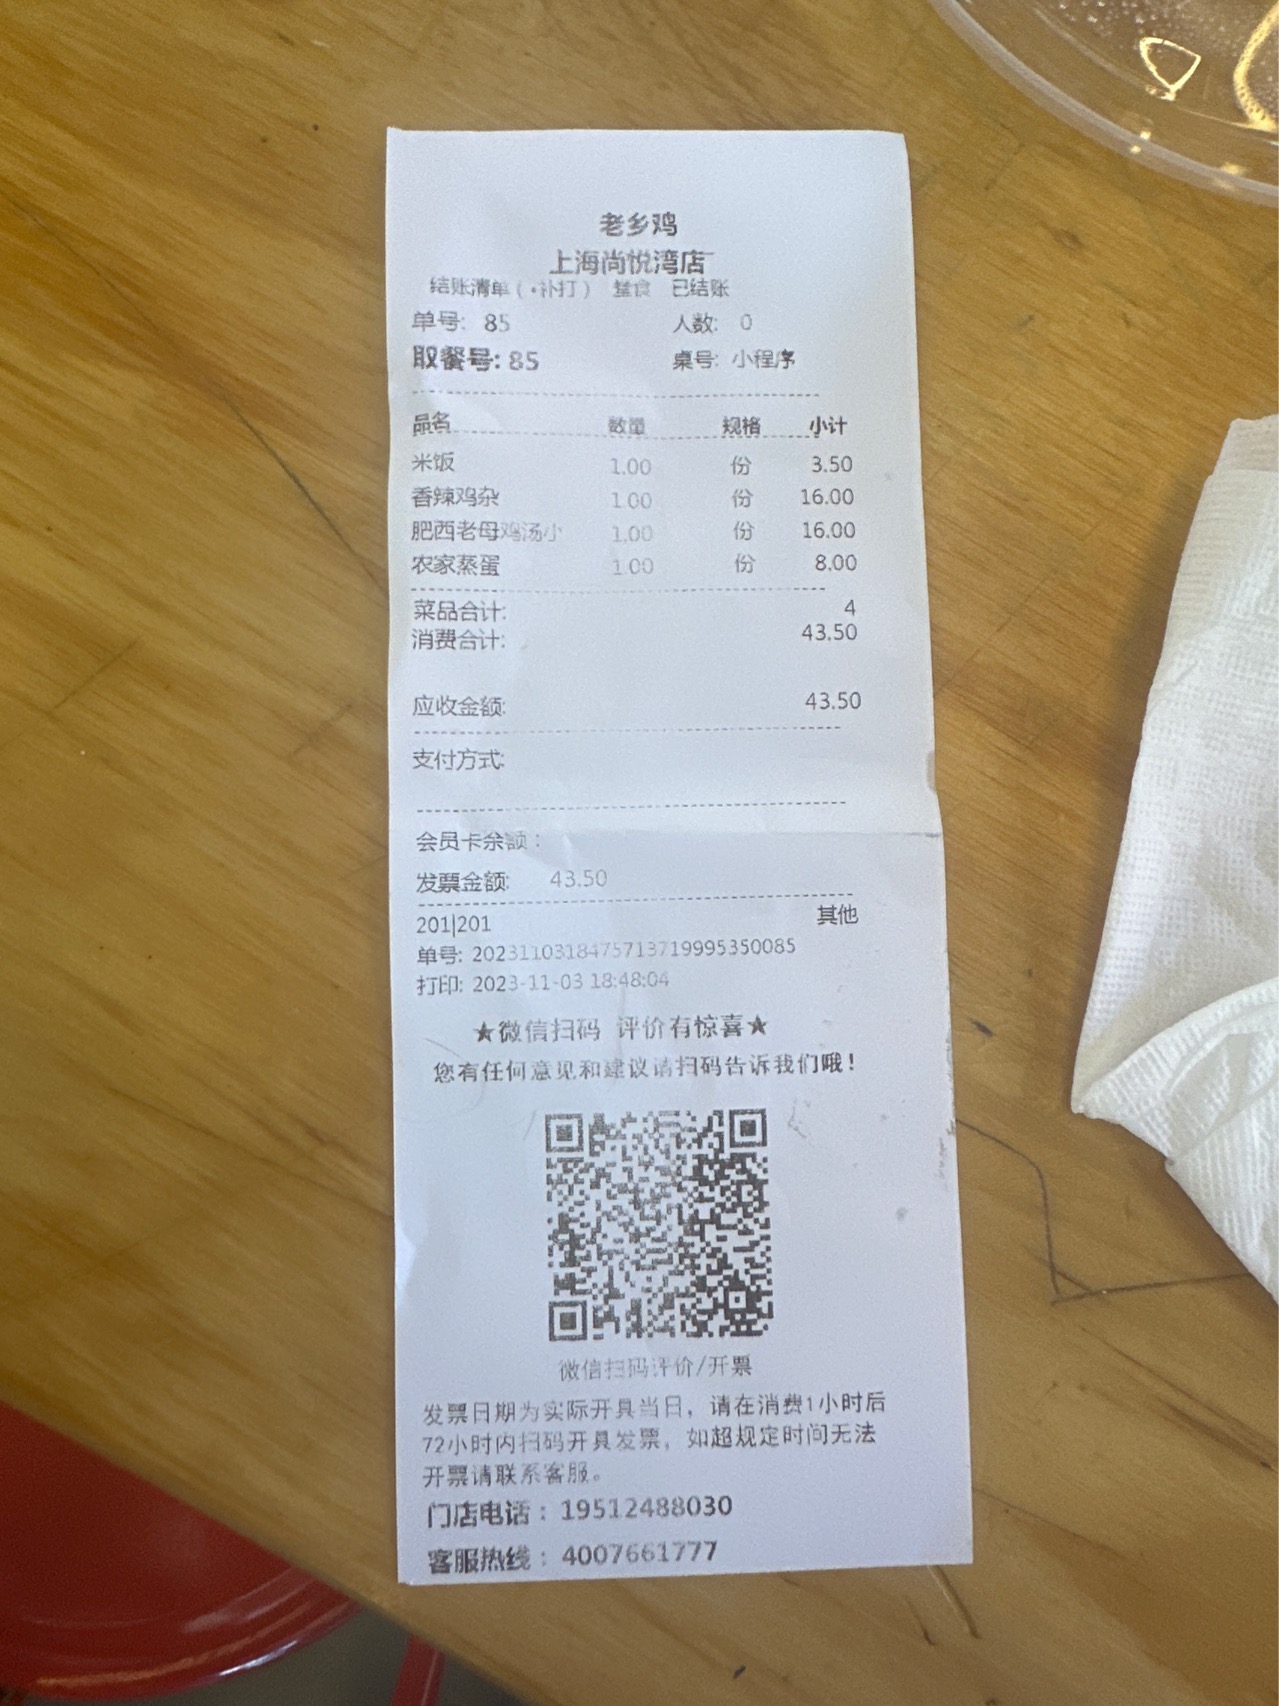 老乡鸡
上海尚悦湾店
结账清单（*补打） 堂食 已结账
单号: 85 人数: 0
取餐号: 85 桌号: 小程序
品名 数量 规格 小计
米饭 1.00 份 3.50
香辣鸡杂 1.00 份 16.00
肥西老母鸡汤小 1.00 份 16.00
农家蒸蛋 1.00 份 8.00
菜品合计: 4
消费合计: 43.50
应收金额: 43.50
支付方式:
会员卡余额：
发票金额: 43.50
201|201 其他
单号: 2023110318475713719995350085
打印: 2023-11-03 18:48:04
★微信扫码 评价有惊喜★
您有任何意见和建议请扫码告诉我们哦！
微信扫码评价/开票
发票日期为实际开具当日，请在消费1小时后
72小时内扫码开具发票，如超规定时间无法
开票请联系客服。
门店电话：19512488030
客服热线：4007661777